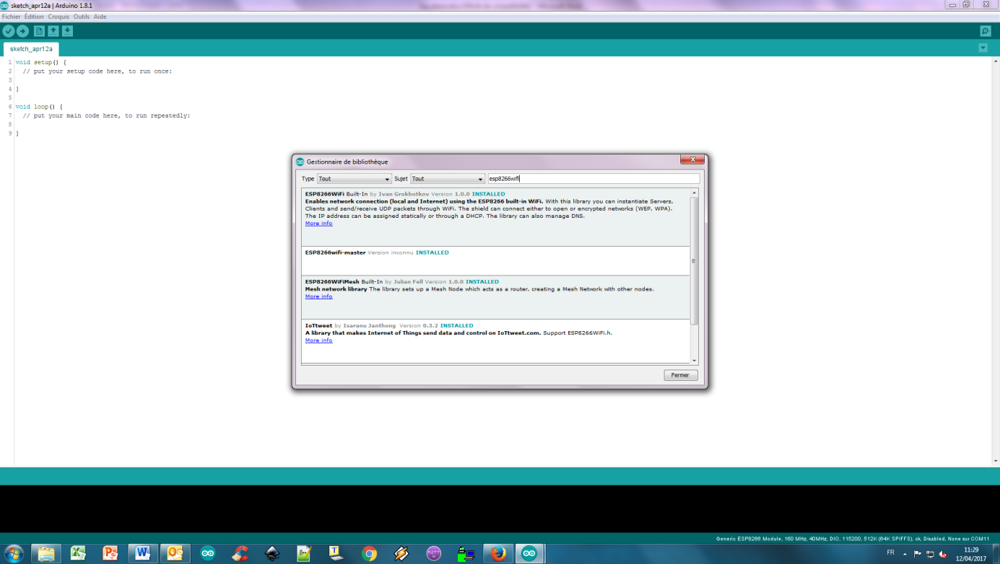 sketch_apr12a | Arduino 1.8.1
Fichier Édition Croquis Outils Aide
sketch_apr12a
1 void setup() {
2 // put your setup code here, to run once:
3
4 }
5
6 void loop() {
7 // put your main code here, to run repeatedly:
8
9 }
Gestionnaire de bibliothèque
Type Tout Sujet Tout esp8266wifi
ESP8266WiFi Built-In by Ivan Grokhotkov Version 1.0.0 INSTALLED
Enables network connection (local and Internet) using the ESP8266 built-in WiFi. With this library you can instantiate Servers,
Clients and send/receive UDP packets through WiFi. The shield can connect either to open or encrypted networks (WEP, WPA).
The IP address can be assigned statically or through a DHCP. The library can also manage DNS.
More info
ESP8266wifi-master Version inconnu INSTALLED
ESP8266WiFiMesh Built-In by Julian Fell Version 1.0.0 INSTALLED
Mesh network library The library sets up a Mesh Node which acts as a router, creating a Mesh Network with other nodes.
More info
IoTtweet by Isaranu Janthong Version 0.3.2 INSTALLED
A library that makes Internet of Things send data and control on IoTtweet.com. Support ESP8266WiFi.h.
More info
Fermer
Generic ESP8266 Module, 160 MHz, 40MHz, DIO, 115200, 512K (64K SPIFFS), ck, Disabled, None sur COM11
FR
11:29
12/04/2017